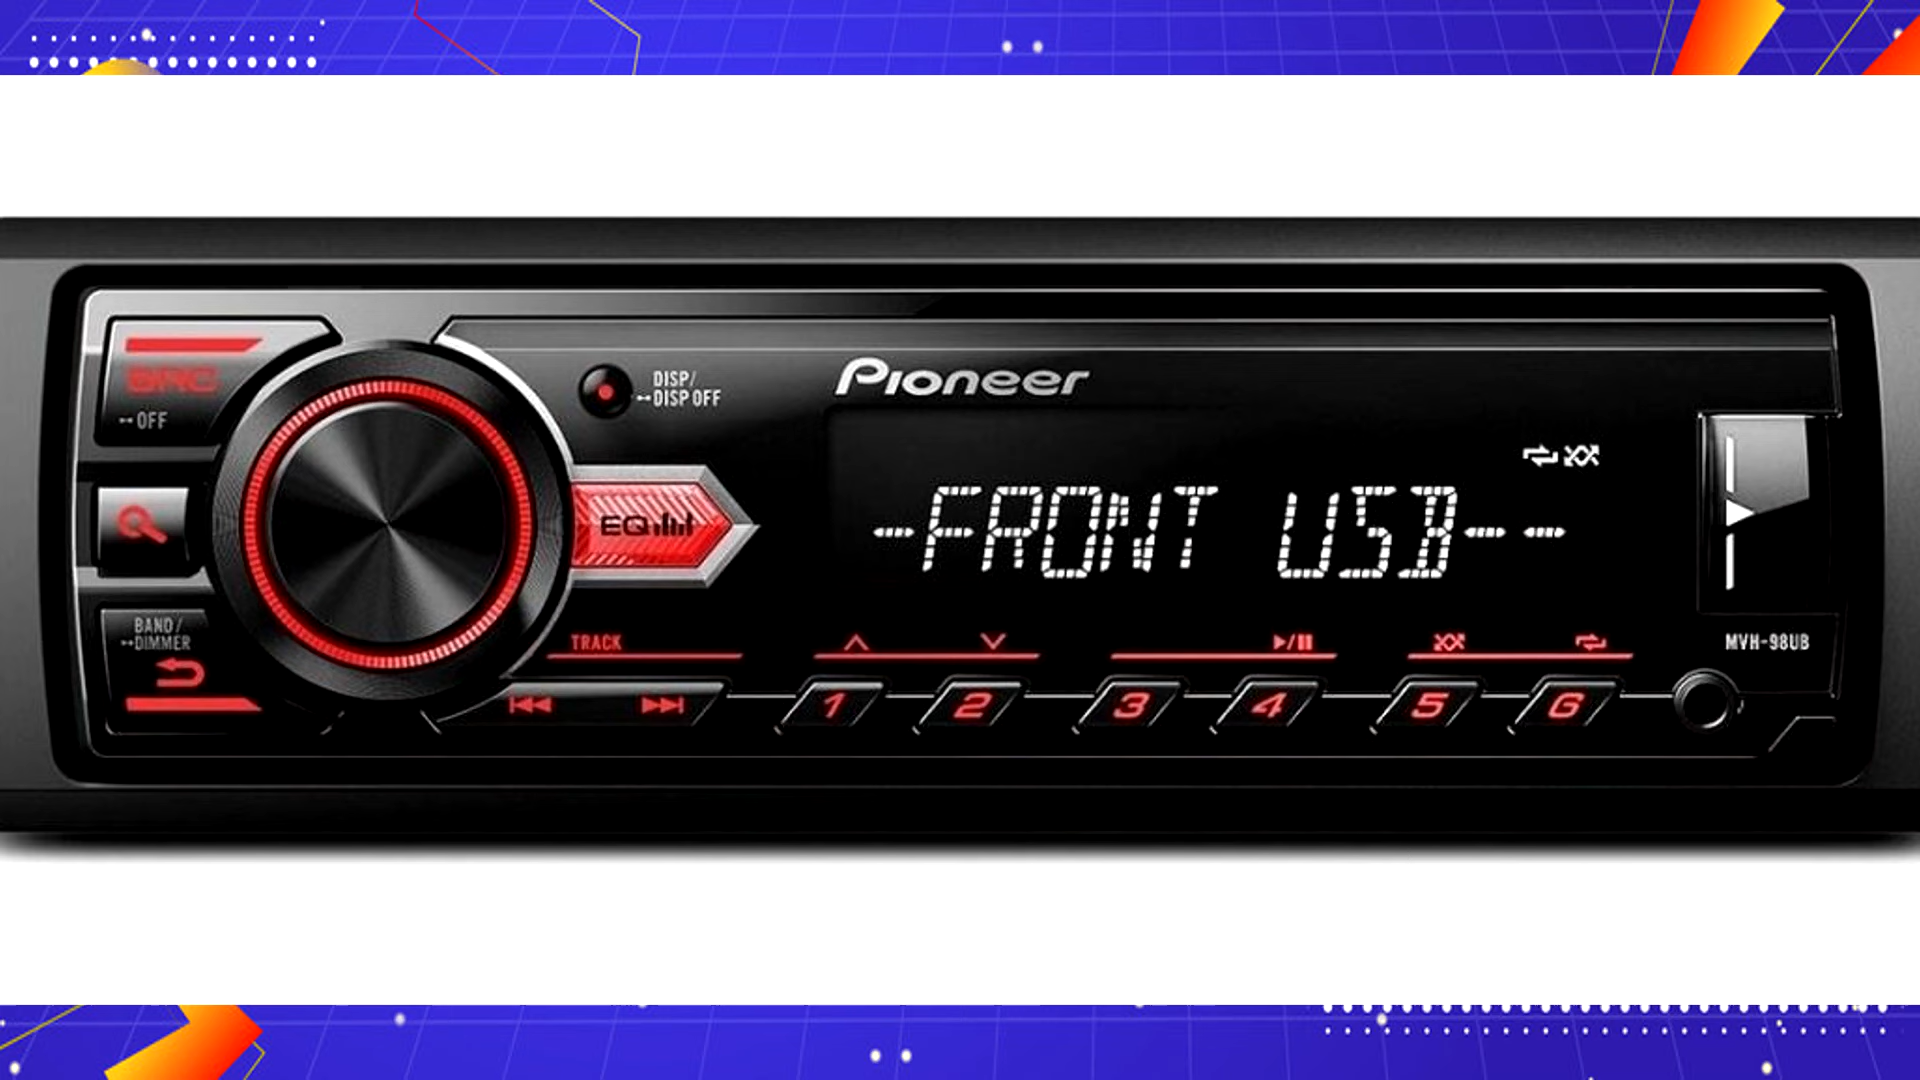 SRC
OFF
DISP/
DISP OFF
Pioneer
EQ
-FRONT USB--
BAND/
DIMMER
TRACK
MVH-98UB
1 2 3 4 5 6